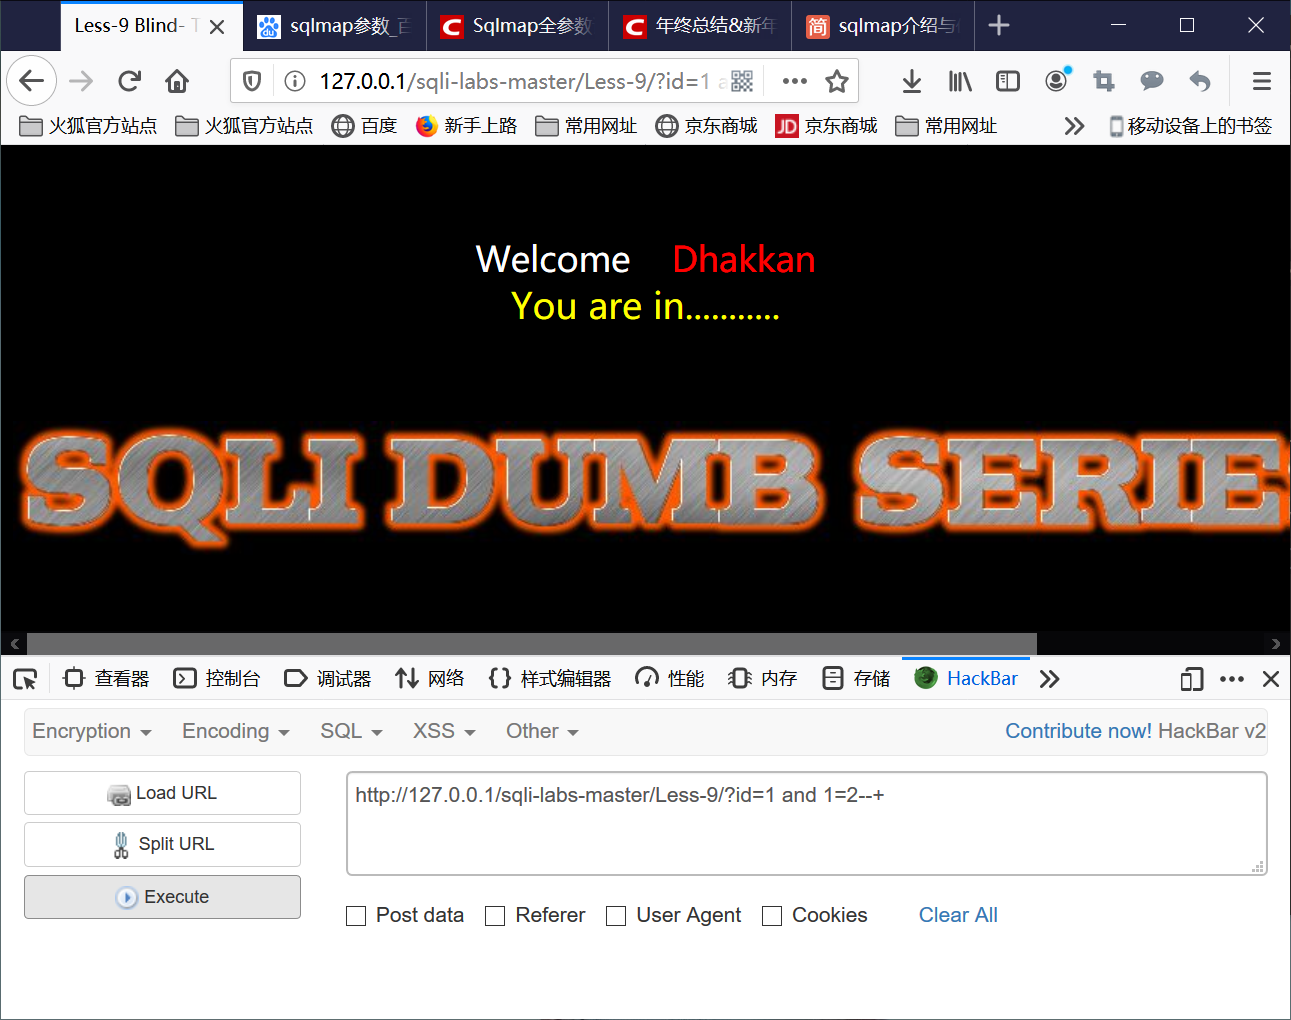 Less-9 Blind- T
sqlmap参数_百
Sqlmap全参数
年终总结&新年
sqlmap介绍与
127.0.0.1/sqli-labs-master/Less-9/?id=1 a
火狐官方站点 火狐官方站点 百度 新手上路 常用网址 京东商城 JD 京东商城 常用网址 移动设备上的书签
Welcome Dhakkan
You are in...........
SQLI DUMB SERIE
查看器 控制台 调试器 网络 样式编辑器 性能 内存 存储 HackBar
Encryption Encoding SQL XSS Other Contribute now! HackBar v2
Load URL
http://127.0.0.1/sqli-labs-master/Less-9/?id=1 and 1=2--+
Split URL
Execute
Post data Referer User Agent Cookies Clear All